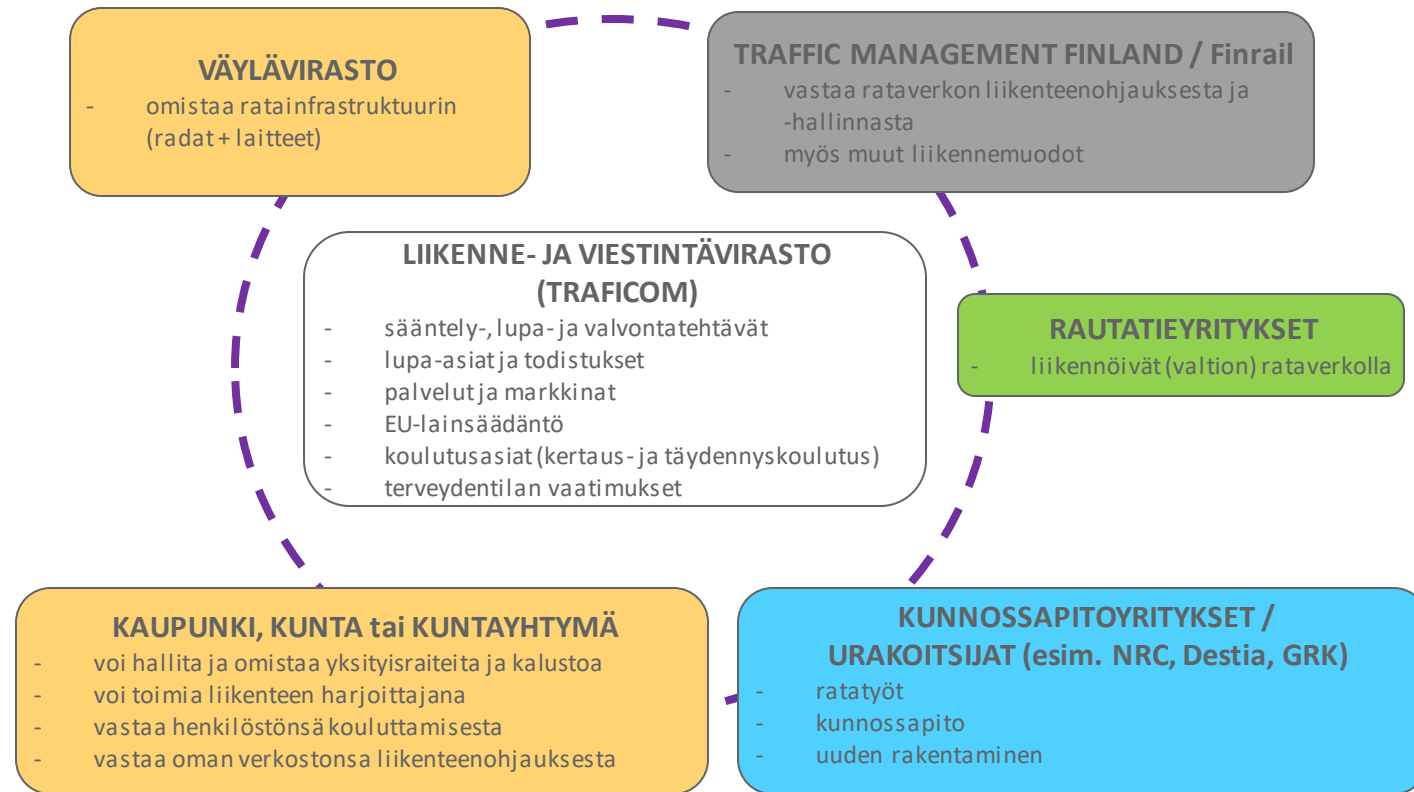 VÄYLÄVIRASTO
- omistaa ratainfrastruktuurin
(radat + laitteet)
TRAFFIC MANAGEMENT FINLAND / Finrail
- vastaa rataverkon liikenteenohjauksesta ja
-hallinnasta
- myös muut liikennemuodot
LIIKENNE- JA VIESTINTÄVIRASTO
(TRAFICOM)
- sääntely-, lupa- ja valvontatehtävät
- lupa-asiat ja todistukset
- palvelut ja markkinat
- EU-lainsäädäntö
- koulutusasiat (kertaus- ja täydennyskoulutus)
- terveydentilan vaatimukset
RAUTATIEYRITYKSET
- liikennöivät (valtion) rataverkolla
KAUPUNKI, KUNTA tai KUNTAYHTYMÄ
- voi hallita ja omistaa yksityisraiteita ja kalustoa
- voi toimia liikenteen harjoittajana
- vastaa henkilöstönsä kouluttamisesta
- vastaa oman verkostonsa liikenteenohjauksesta
KUNNOSSAPITOYRITYKSET /
URAKOITSIJAT (esim. NRC, Destia, GRK)
- ratatyöt
- kunnossapito
- uuden rakentaminen